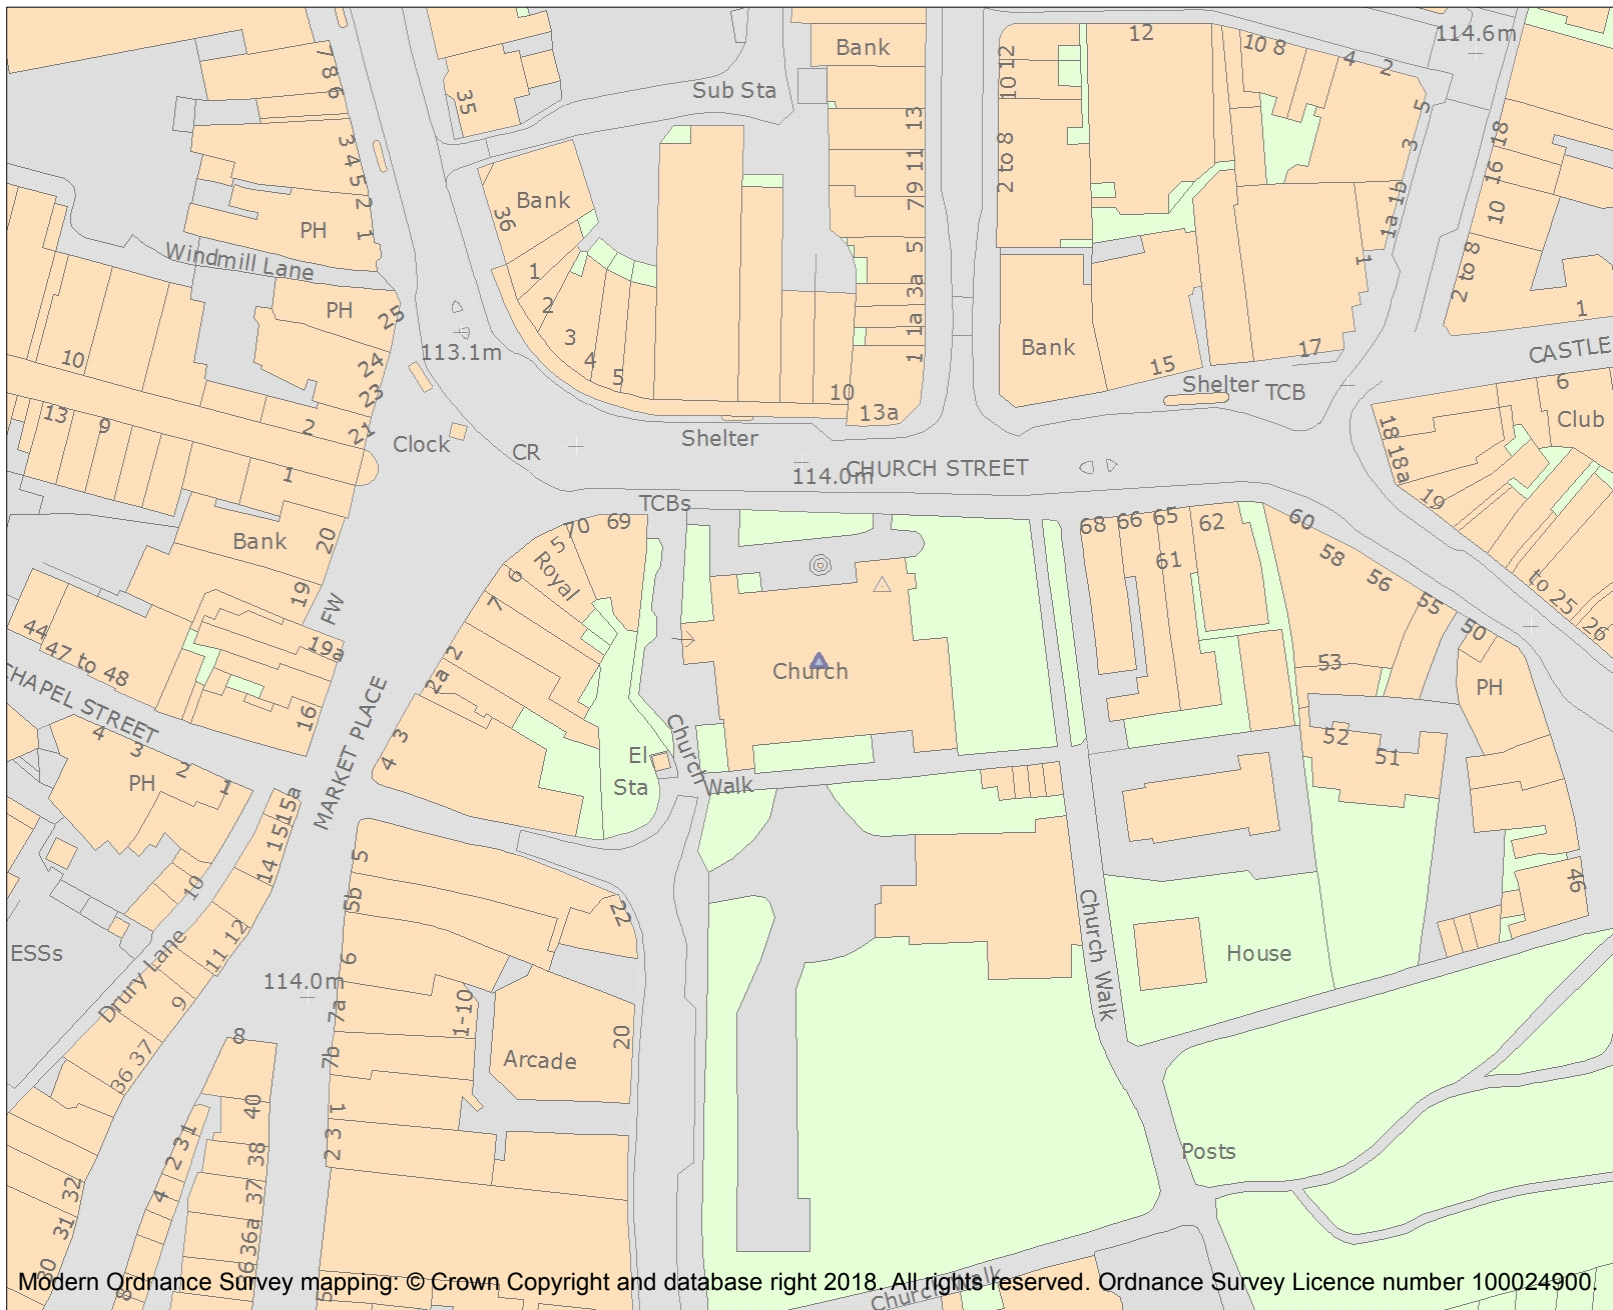 7 8 6
35
Sub Sta
Bank
13
10 12
12
10 8
4
2
114.6m
5
3
18
3 4 5
2
1
PH
Windmill Lane
Bank
36
1
2
3
4
5
9 11
7
5
3a
1a
1
2 to 8
1a 1b
1
16
10
2 to 8
1
PH
25
24
23
21
113.1m
10
13
9
2
1
10
13a
Bank
15
17
Shelter
TCB
CASTLE
6
Club
18 18a
19
Clock
CR
Shelter
114.0m
CHURCH STREET
TCBs
Bank
20
19
FW
19a
16
44
47 to 48
CHAPEL STREET
70
69
5
Royal
6
7
2
2a
3
4
68
66
65
62
61
60
58
56
55
50
53
52
51
to 25
26
PH
46
Church
MARKET PLACE
El
Sta
Church
Walk
4
3
2
1
PH
15a
15
14
10
11 12
ESSs
Drury Lane
9
114.0m
8
36 37
5
5b
6
7a
7b
1
2 3
1-10
Arcade
22
20
Church Walk
House
Posts
40
38
37
36a
36
2 3 1
4
8
32
31
30
5
Church Walk
Modern Ordnance Survey mapping: © Crown Copyright and database right 2018. All rights reserved. Ordnance Survey Licence number 100024900.